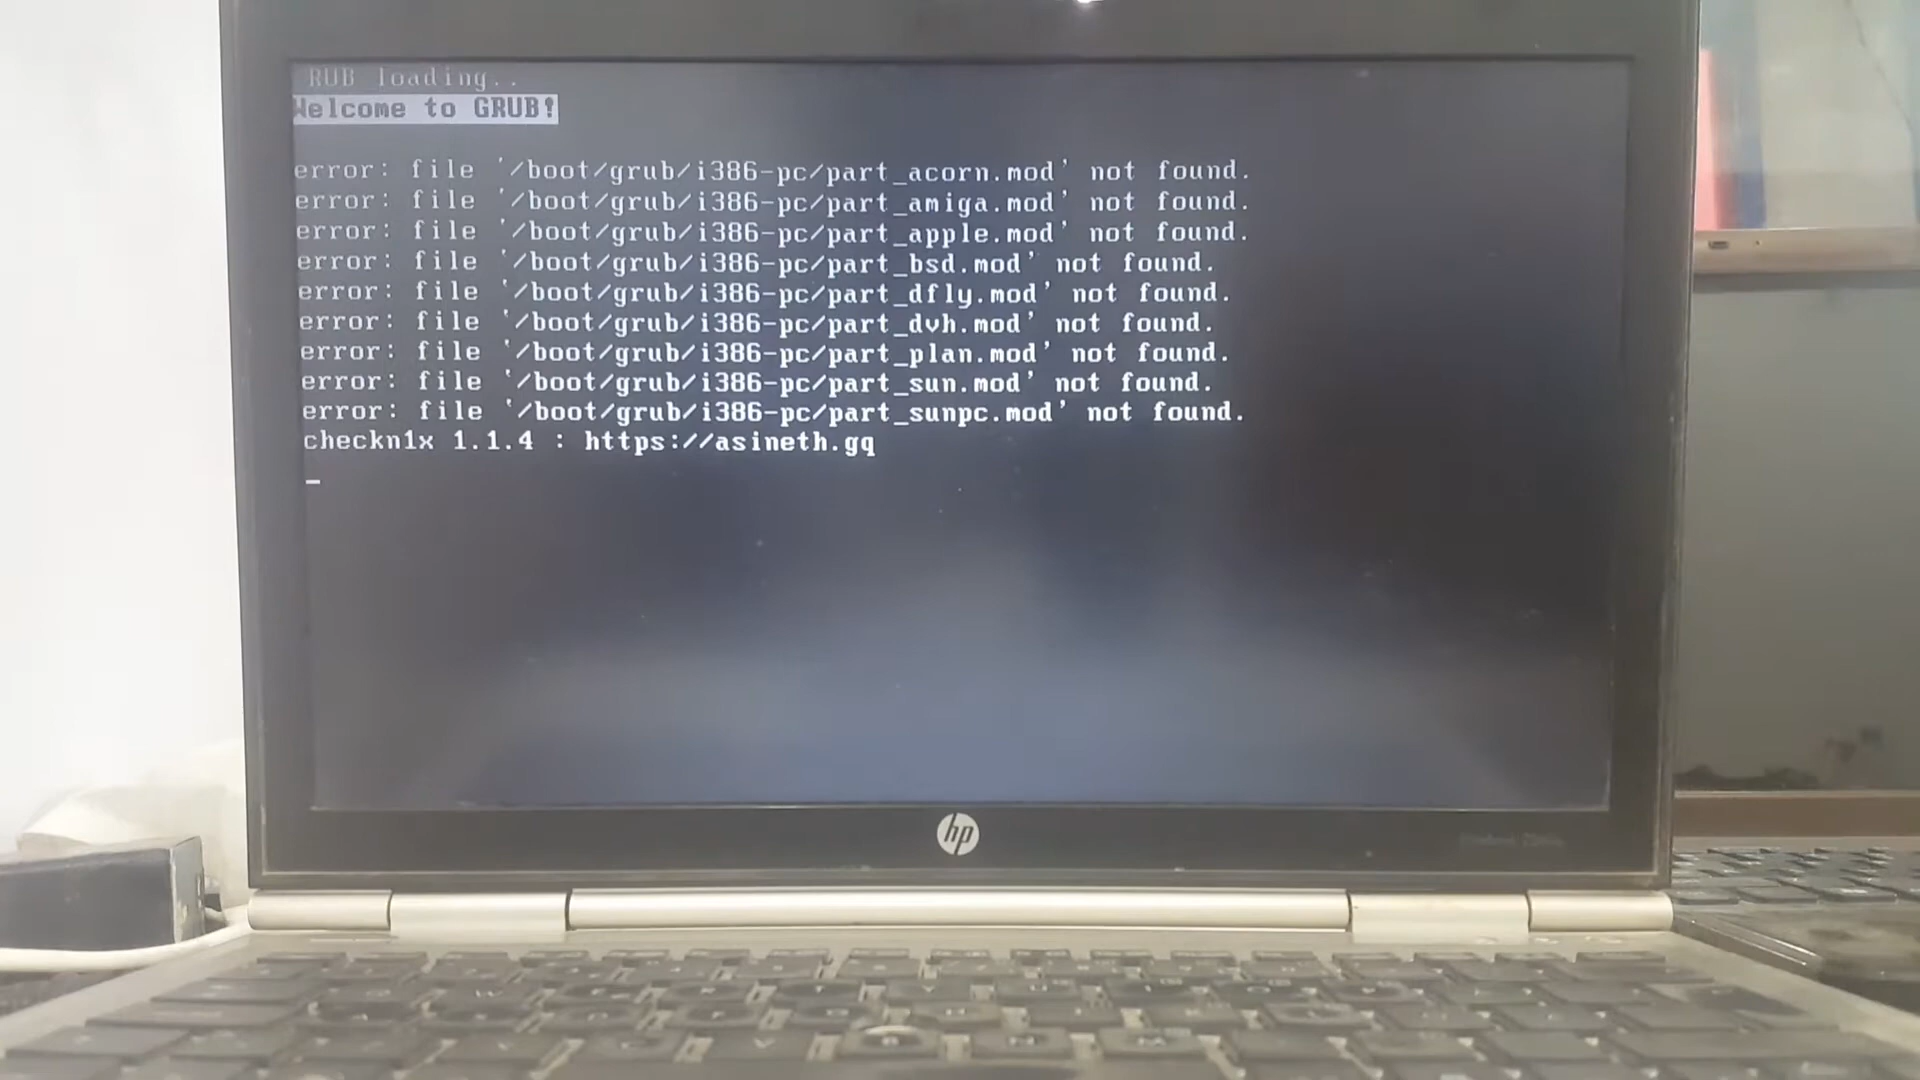 RUB loading..
Welcome to GRUB!
error: file '/boot/grub/i386-pc/part_acorn.mod' not found.
error: file '/boot/grub/i386-pc/part_amiga.mod' not found.
error: file '/boot/grub/i386-pc/part_apple.mod' not found.
error: file '/boot/grub/i386-pc/part_bsd.mod' not found.
error: file '/boot/grub/i386-pc/part_dfly.mod' not found.
error: file '/boot/grub/i386-pc/part_dvh.mod' not found.
error: file '/boot/grub/i386-pc/part_plan.mod' not found.
error: file '/boot/grub/i386-pc/part_sun.mod' not found.
error: file '/boot/grub/i386-pc/part_sunpc.mod' not found.
checkn1x 1.1.4 : https://asineth.gq
_
hp